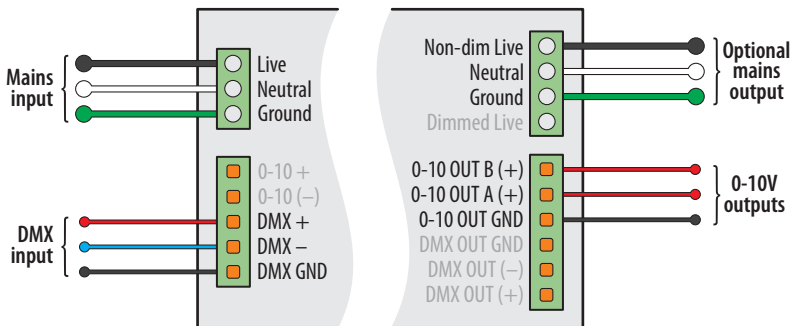 Mains
input
Live
Neutral
Ground
0-10 +
0-10 (–)
DMX +
DMX –
DMX GND
DMX
input
Non-dim Live
Neutral
Ground
Dimmed Live
Optional
mains
output
0-10 OUT B (+)
0-10 OUT A (+)
0-10 OUT GND
DMX OUT GND
DMX OUT (–)
DMX OUT (+)
0-10V
outputs